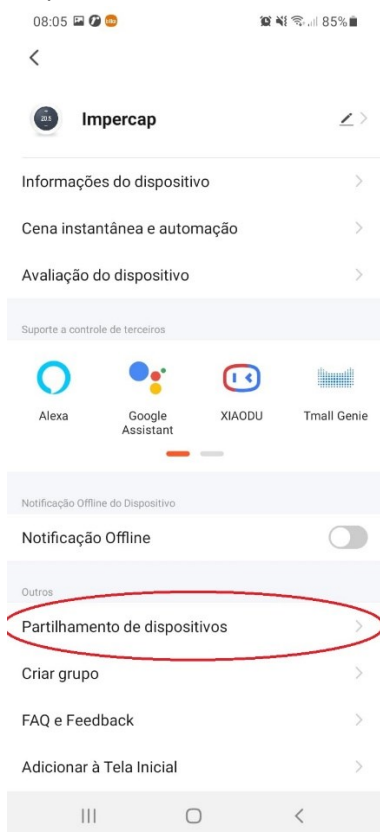 08:05 85%
Impercap
Informações do dispositivo
Cena instantânea e automação
Avaliação do dispositivo
Suporte a controle de terceiros
Alexa Google Assistant XIAODU Tmall Genie
Notificação Offline do Dispositivo
Notificação Offline
Outros
Partilhamento de dispositivos
Criar grupo
FAQ e Feedback
Adicionar à Tela Inicial